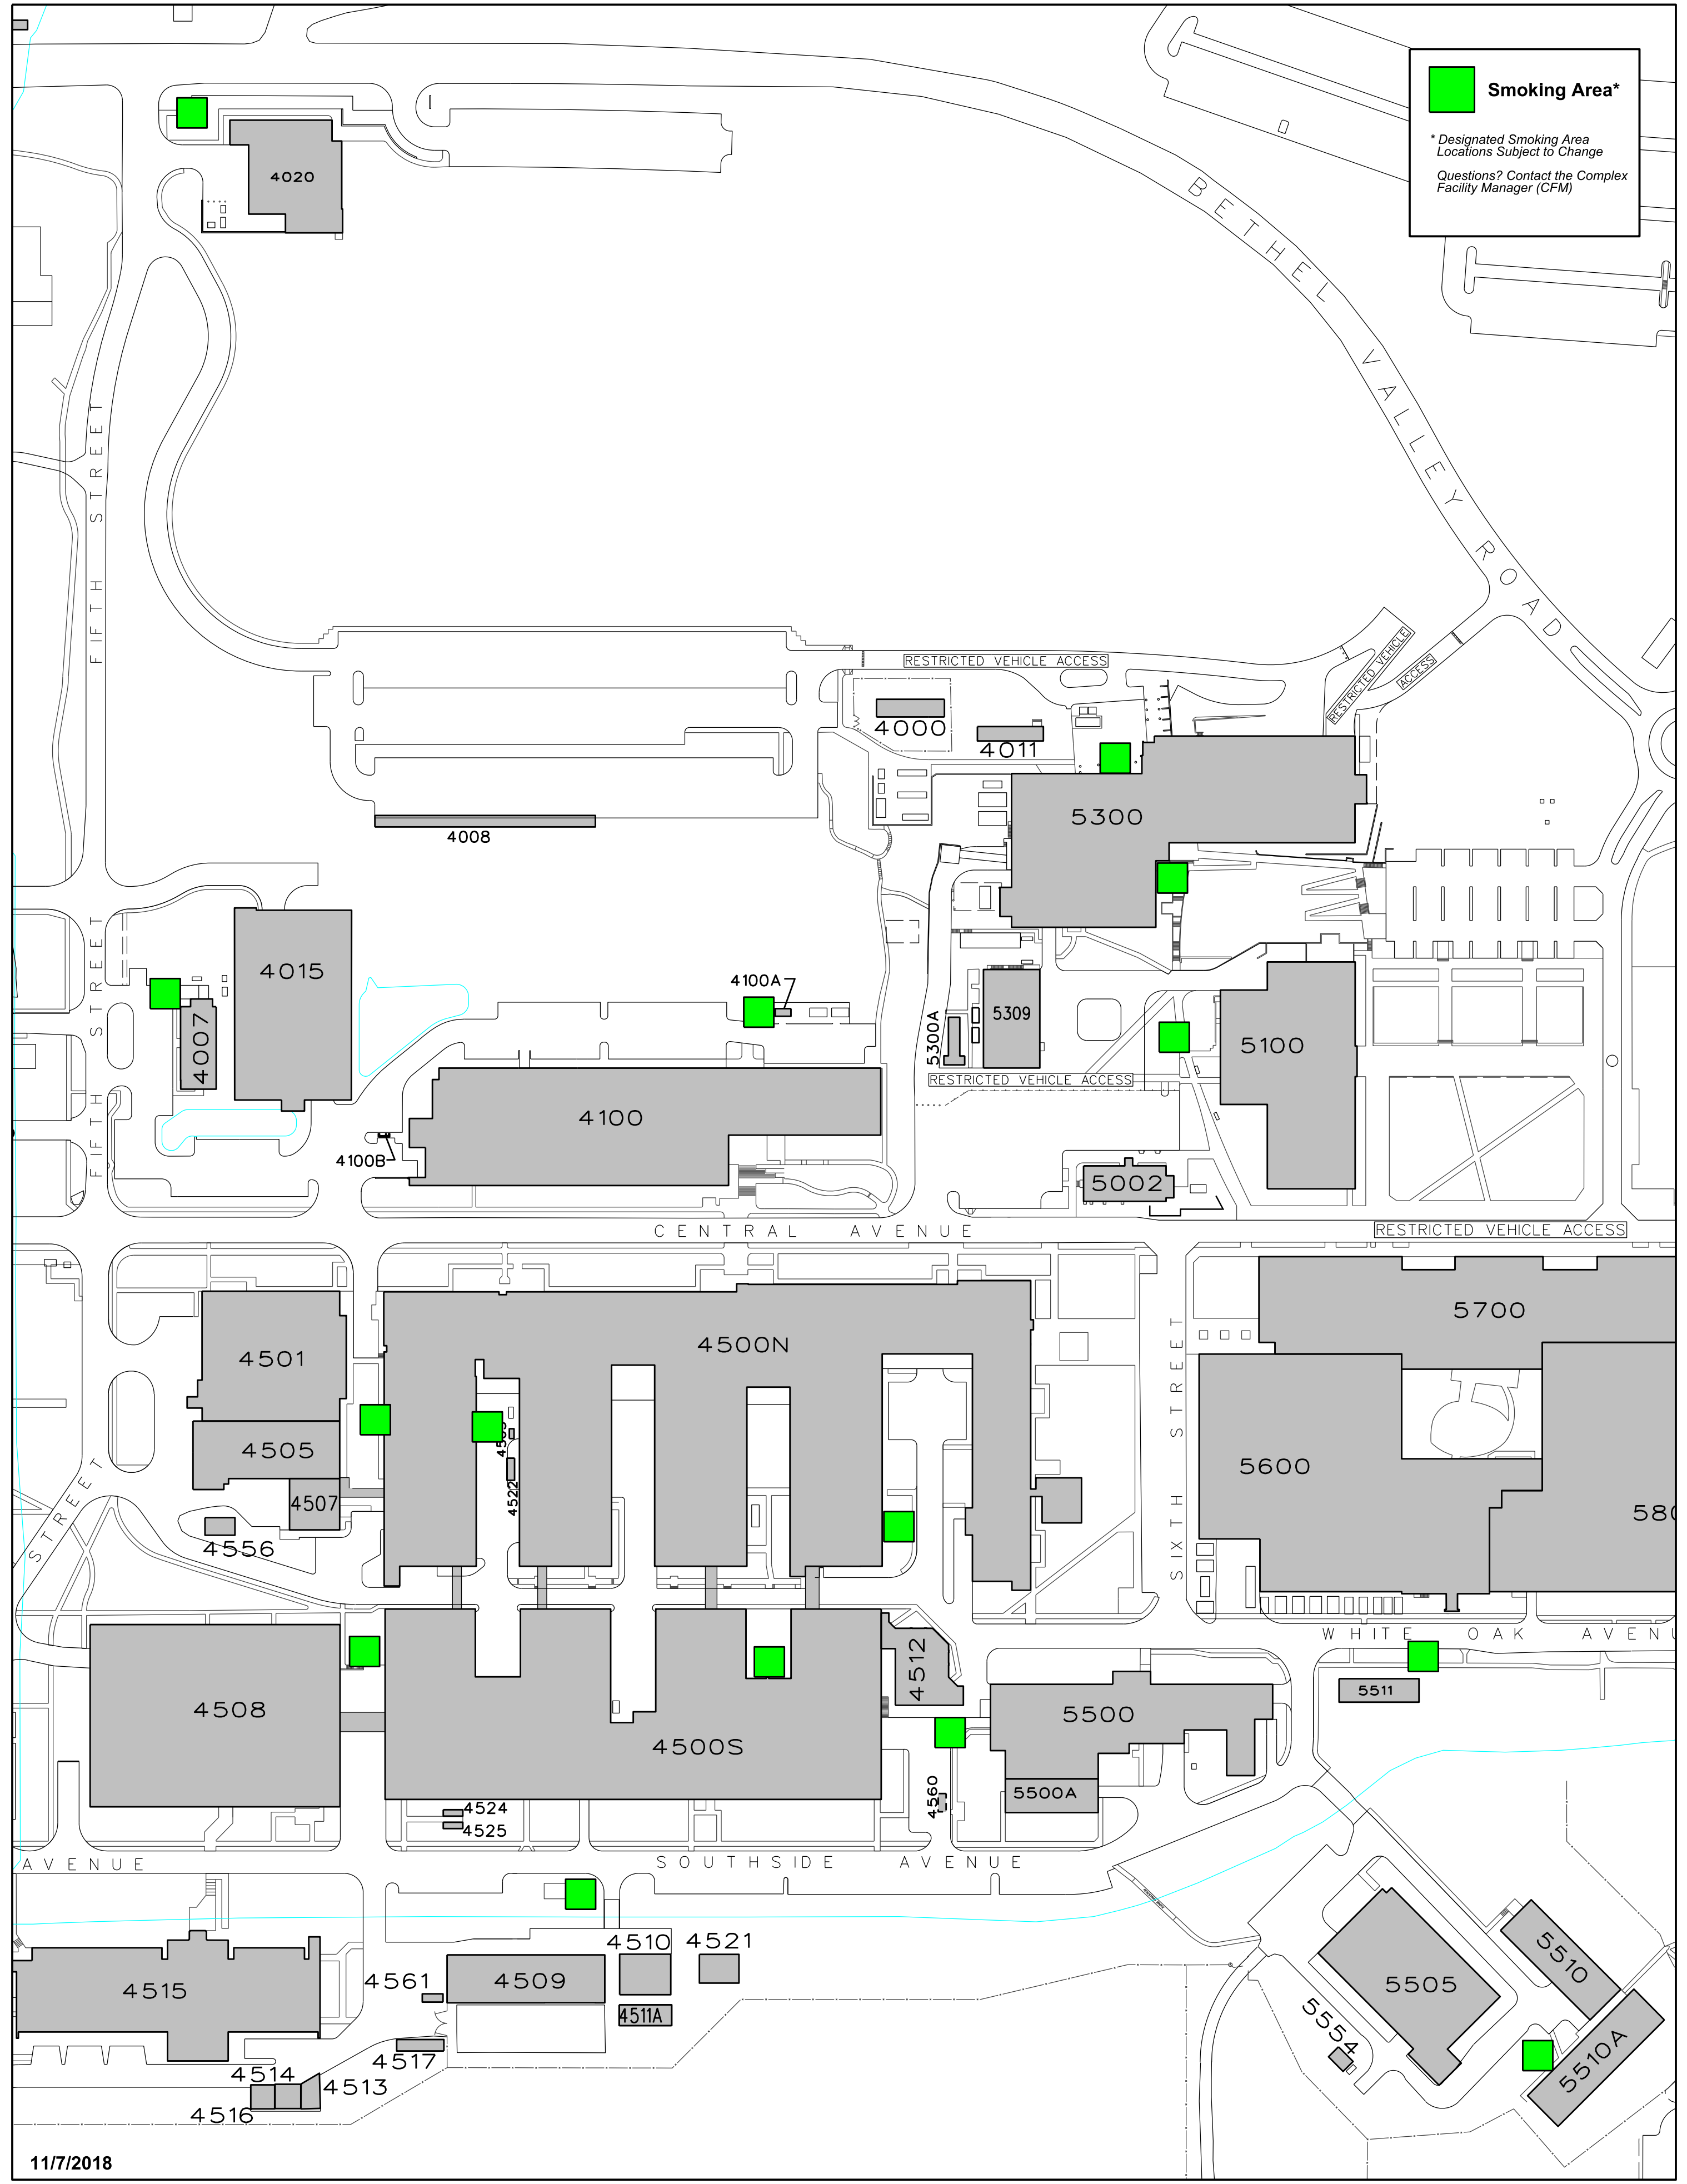 Smoking Area*
* Designated Smoking Area
Locations Subject to Change
Questions? Contact the Complex
Facility Manager (CFM)
4020
BETHEL VALLEY ROAD
FIFTH STREET
RESTRICTED VEHICLE ACCESS
RESTRICTED VEHICLE
ACCESS
4000
4011
5300
4008
FIFTH STREET
4015
4100A
4007
5300A
5309
5100
RESTRICTED VEHICLE ACCESS
FIFTH STREET
4100
4100B
5002
CENTRAL AVENUE
RESTRICTED VEHICLE ACCESS
5700
4500N
4501
SIXTH STREET
4505
4522
4507
5600
4556
STREET
WHITE OAK AVENU
4512
5511
4508
5500
4500S
4560
5500A
4524
4525
AVENUE
SOUTHSIDE AVENUE
4510
4521
4561
4509
4515
4511A
5510
5505
5554
4517
4514
4513
4516
5510A
11/7/2018